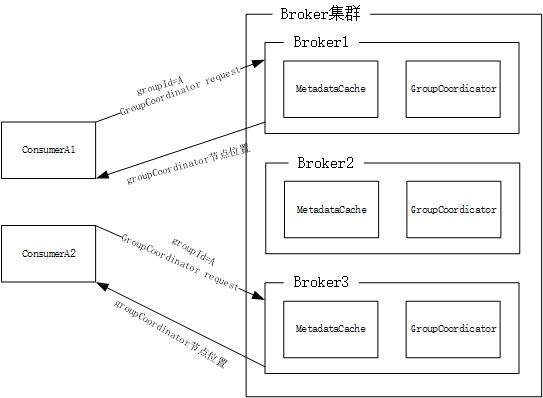 Broker集群
Broker1
groupId=A
GroupCoordinator request
MetadataCache
GroupCoordicator
ConsumerA1
groupCoordinator节点位置
Broker2
MetadataCache
GroupCoordicator
ConsumerA2
groupId=A
GroupCoordinator request
Broker3
MetadataCache
GroupCoordicator
groupCoordinator节点位置